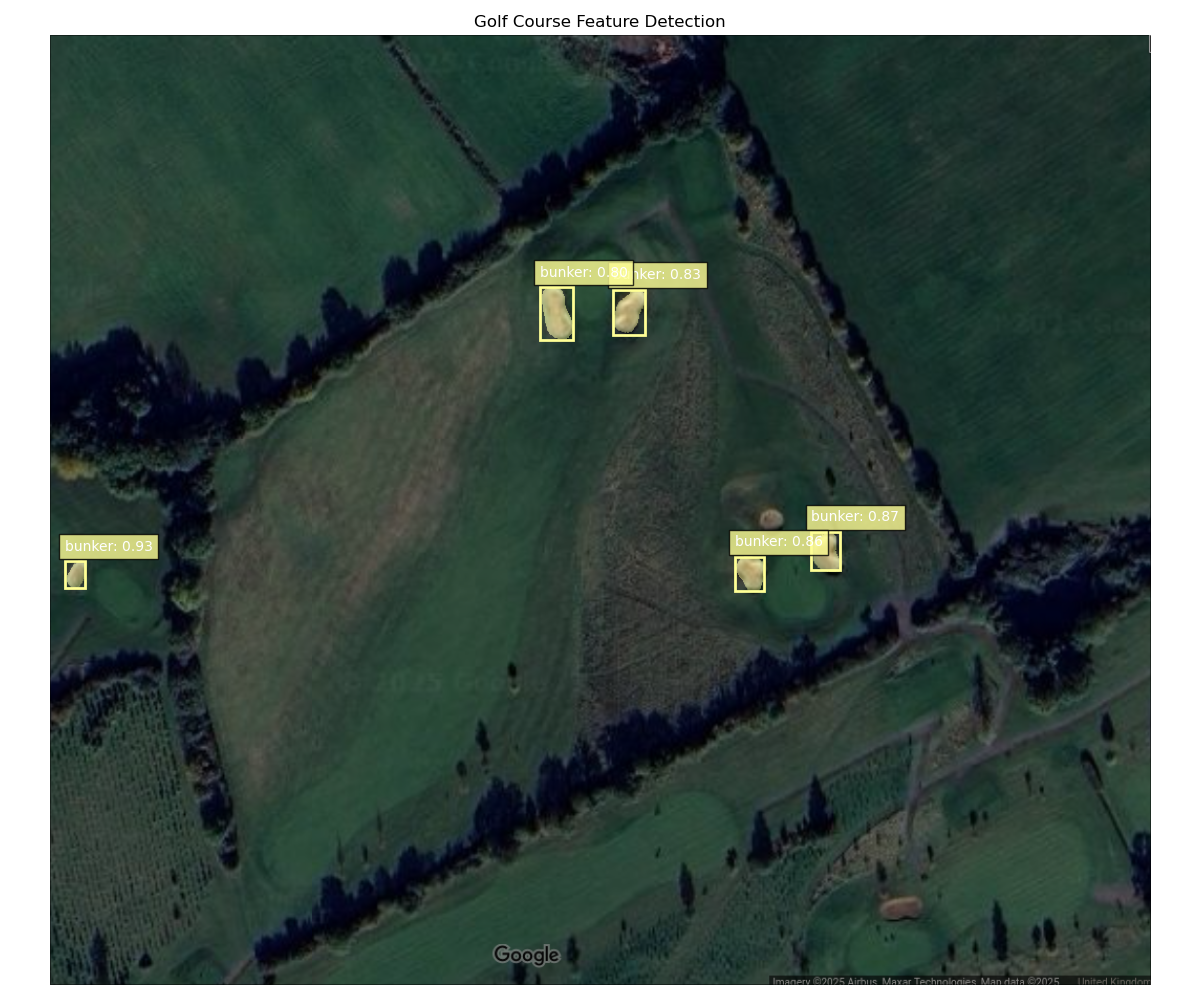 Golf Course Feature Detection
bunker: 0.80
bunker: 0.83
bunker: 0.87
bunker: 0.86
bunker: 0.93
Google
Imagery ©2025 Airbus, Maxar Technologies, Map data ©2025 United Kingdom